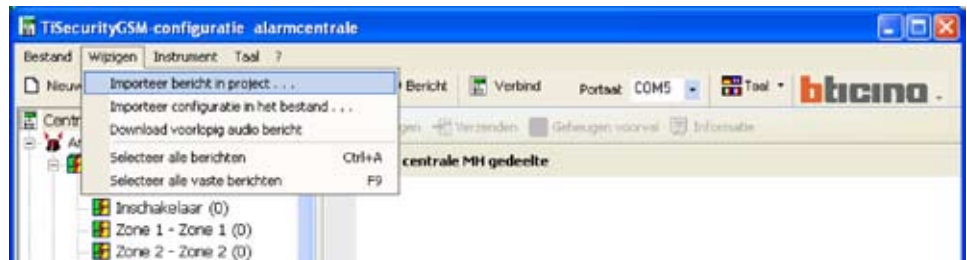 TiSecurityGSM-configuratie alarmcentrale
Bestand Wijzigen Instrument Taal ?
Bericht Verbind Portaal: COM5 Taal bticino.
Importeer bericht in project . . .
Importeer configuratie in het bestand . . .
Download voorlopig audio bericht
Selecteer alle berichten Ctrl+A
Selecteer alle vaste berichten F9
Verzenden Geheugen voorval Informatie
centrale MH gedeelte
Inschakelaar (0)
Zone 1 - Zone 1 (0)
Zone 2 - Zone 2 (0)